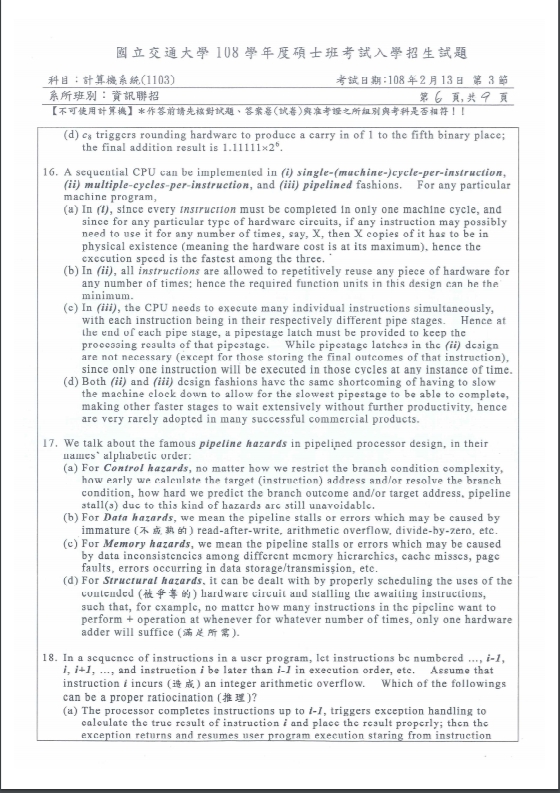 國立交通大學 108 學年度碩士班考試入學招生試題
科目：計算機系統(1103) 考試日期：108 年 2 月 13 日 第 3 節
系所班別：資訊聯招 第 6 頁,共 9 頁
【不可使用計算機】*作答前請先核對試題、答案卷(試卷)與准考證之所組別與考科是否相符！！
(d) c₈ triggers rounding hardware to produce a carry in of 1 to the fifth binary place;
the final addition result is 1.11111×2⁶.
16. A sequential CPU can be implemented in (i) single-(machine-)cycle-per-instruction,
(ii) multiple-cycles-per-instruction, and (iii) pipelined fashions. For any particular
machine program,
(a) In (i), since every instruction must be completed in only one machine cycle, and
since for any particular type of hardware circuits, if any instruction may possibly
need to use it for any number of times, say, X, then X copies of it has to be in
physical existence (meaning the hardware cost is at its maximum), hence the
execution speed is the fastest among the three.
(b) In (ii), all instructions are allowed to repetitively reuse any piece of hardware for
any number of times; hence the required function units in this design can be the
minimum.
(c) In (iii), the CPU needs to execute many individual instructions simultaneously,
with each instruction being in their respectively different pipe stages. Hence at
the end of each pipe stage, a pipestage latch must be provided to keep the
processing results of that pipestage. While pipestage latches in the (ii) design
are not necessary (except for those storing the final outcomes of that instruction),
since only one instruction will be executed in those cycles at any instance of time.
(d) Both (ii) and (iii) design fashions have the same shortcoming of having to slow
the machine clock down to allow for the slowest pipestage to be able to complete,
making other faster stages to wait extensively without further productivity, hence
are very rarely adopted in many successful commercial products.
17. We talk about the famous pipeline hazards in pipelined processor design, in their
names' alphabetic order:
(a) For Control hazards, no matter how we restrict the branch condition complexity,
how early we calculate the target (instruction) address and/or resolve the branch
condition, how hard we predict the branch outcome and/or target address, pipeline
stall(s) due to this kind of hazards are still unavoidable.
(b) For Data hazards, we mean the pipeline stalls or errors which may be caused by
immature (不成熟的) read-after-write, arithmetic overflow, divide-by-zero, etc.
(c) For Memory hazards, we mean the pipeline stalls or errors which may be caused
by data inconsistencies among different memory hierarchies, cache misses, page
faults, errors occurring in data storage/transmission, etc.
(d) For Structural hazards, it can be dealt with by properly scheduling the uses of the
contended (被爭奪的) hardware circuit and stalling the awaiting instructions,
such that, for example, no matter how many instructions in the pipeline want to
perform + operation at whenever for whatever number of times, only one hardware
adder will suffice (滿足所需).
18. In a sequence of instructions in a user program, let instructions be numbered ..., i-1,
i, i+1, ..., and instruction i be later than i-1 in execution order, etc. Assume that
instruction i incurs (造成) an integer arithmetic overflow. Which of the followings
can be a proper ratiocination (推理)?
(a) The processor completes instructions up to i-1, triggers exception handling to
calculate the true result of instruction i and place the result properly; then the
exception returns and resumes user program execution staring from instruction